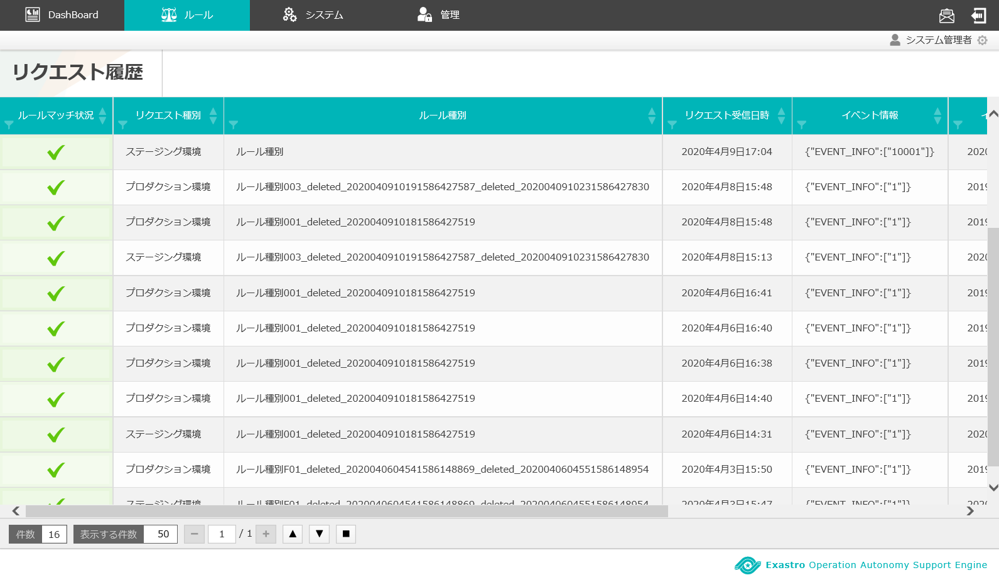 DashBoard ルール システム 管理
システム管理者
リクエスト履歴
ルールマッチ状況 リクエスト種別 ルール種別 リクエスト受信日時 イベント情報
ステージング環境 ルール種別 2020年4月9日17:04 {"EVENT_INFO":["10001"]} 202
プロダクション環境 ルール種別003_deleted_2020040910191586427587_deleted_2020040910231586427830 2020年4月8日15:48 {"EVENT_INFO":["1"]} 2019
プロダクション環境 ルール種別001_deleted_2020040910181586427519 2020年4月8日15:48 {"EVENT_INFO":["1"]} 2019
ステージング環境 ルール種別003_deleted_2020040910191586427587_deleted_2020040910231586427830 2020年4月8日15:13 {"EVENT_INFO":["1"]} 2020
プロダクション環境 ルール種別001_deleted_2020040910181586427519 2020年4月6日16:41 {"EVENT_INFO":["1"]} 2019
プロダクション環境 ルール種別001_deleted_2020040910181586427519 2020年4月6日16:40 {"EVENT_INFO":["1"]} 2019
プロダクション環境 ルール種別001_deleted_2020040910181586427519 2020年4月6日16:38 {"EVENT_INFO":["1"]} 2019
プロダクション環境 ルール種別001_deleted_2020040910181586427519 2020年4月6日14:40 {"EVENT_INFO":["1"]} 2019
ステージング環境 ルール種別001_deleted_2020040910181586427519 2020年4月6日14:31 {"EVENT_INFO":["1"]} 2020
プロダクション環境 ルール種別F01_deleted_2020040604541586148869_deleted_2020040604551586148954 2020年4月3日15:50 {"EVENT_INFO":["1"]} 2019
ステージング環境 ルール種別F01_deleted_2020040604541586148869_deleted_2020040604551586148954 2020年4月3日15:47 {"EVENT_INFO":["1"]} 2020
件数 16 表示する件数 50 − 1 / 1 + ▲ ▼ ■
Exastro Operation Autonomy Support Engine